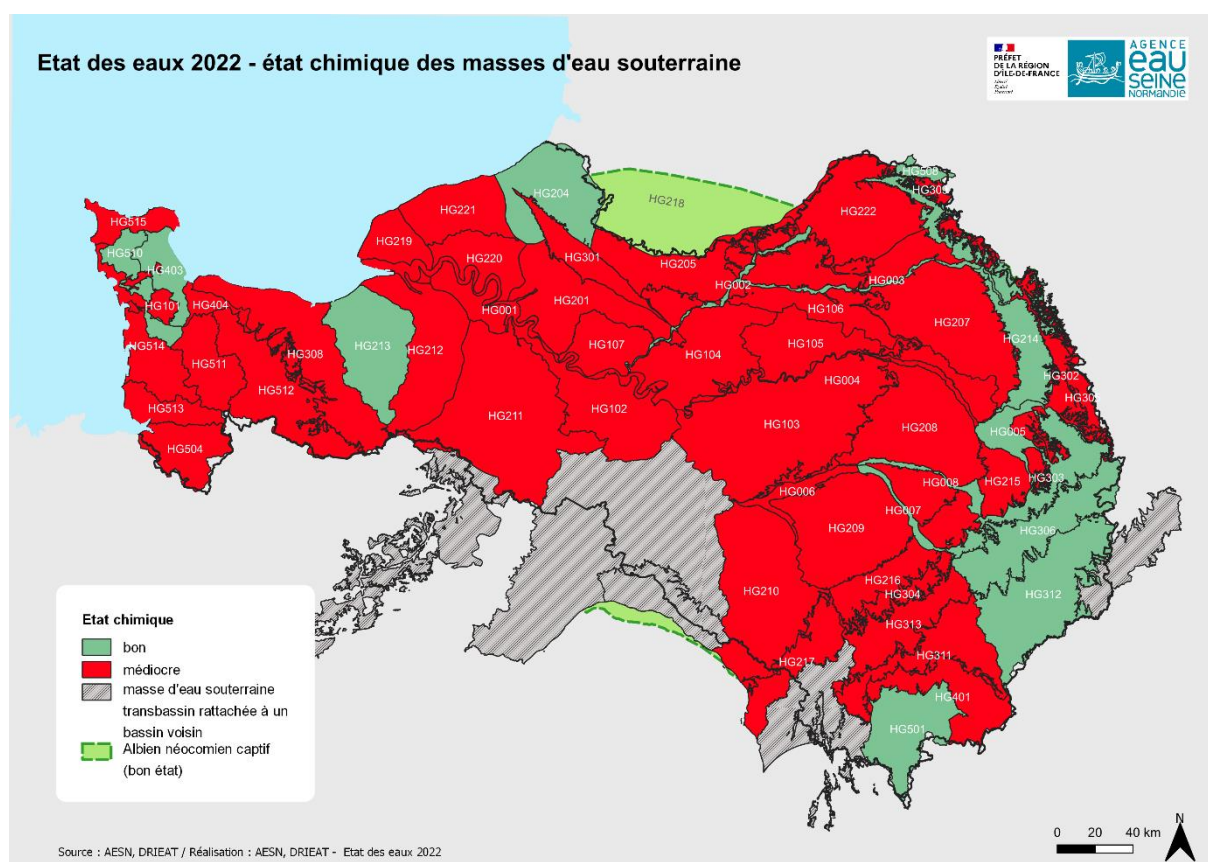 Etat des eaux 2022 - état chimique des masses d'eau souterraine
PRÉFET
DE LA RÉGION
D'ÎLE-DE-FRANCE
Liberté
Égalité
Fraternité
AGENCE
eau
SEINE
NORMANDIE
HG508
HG309
HG204
HG218
HG222
HG221
HG515
HG219
HG510
HG403
HG220
HG301
HG205
HG002
HG003
HG101
HG404
HG001
HG201
HG106
HG207
HG514
HG308
HG213
HG212
HG107
HG104
HG105
HG214
HG511
HG004
HG302
HG512
HG513
HG211
HG102
HG103
HG208
HG005
HG504
HG006
HG008
HG215
HG303
HG007
HG209
HG306
HG210
HG216
HG304
HG312
HG313
HG217
HG311
HG401
HG501
Etat chimique
bon
médiocre
masse d'eau souterraine
transbassin rattachée à un
bassin voisin
Albien néocomien captif
(bon état)
N
0 20 40 km
Source : AESN, DRIEAT / Réalisation : AESN, DRIEAT - Etat des eaux 2022